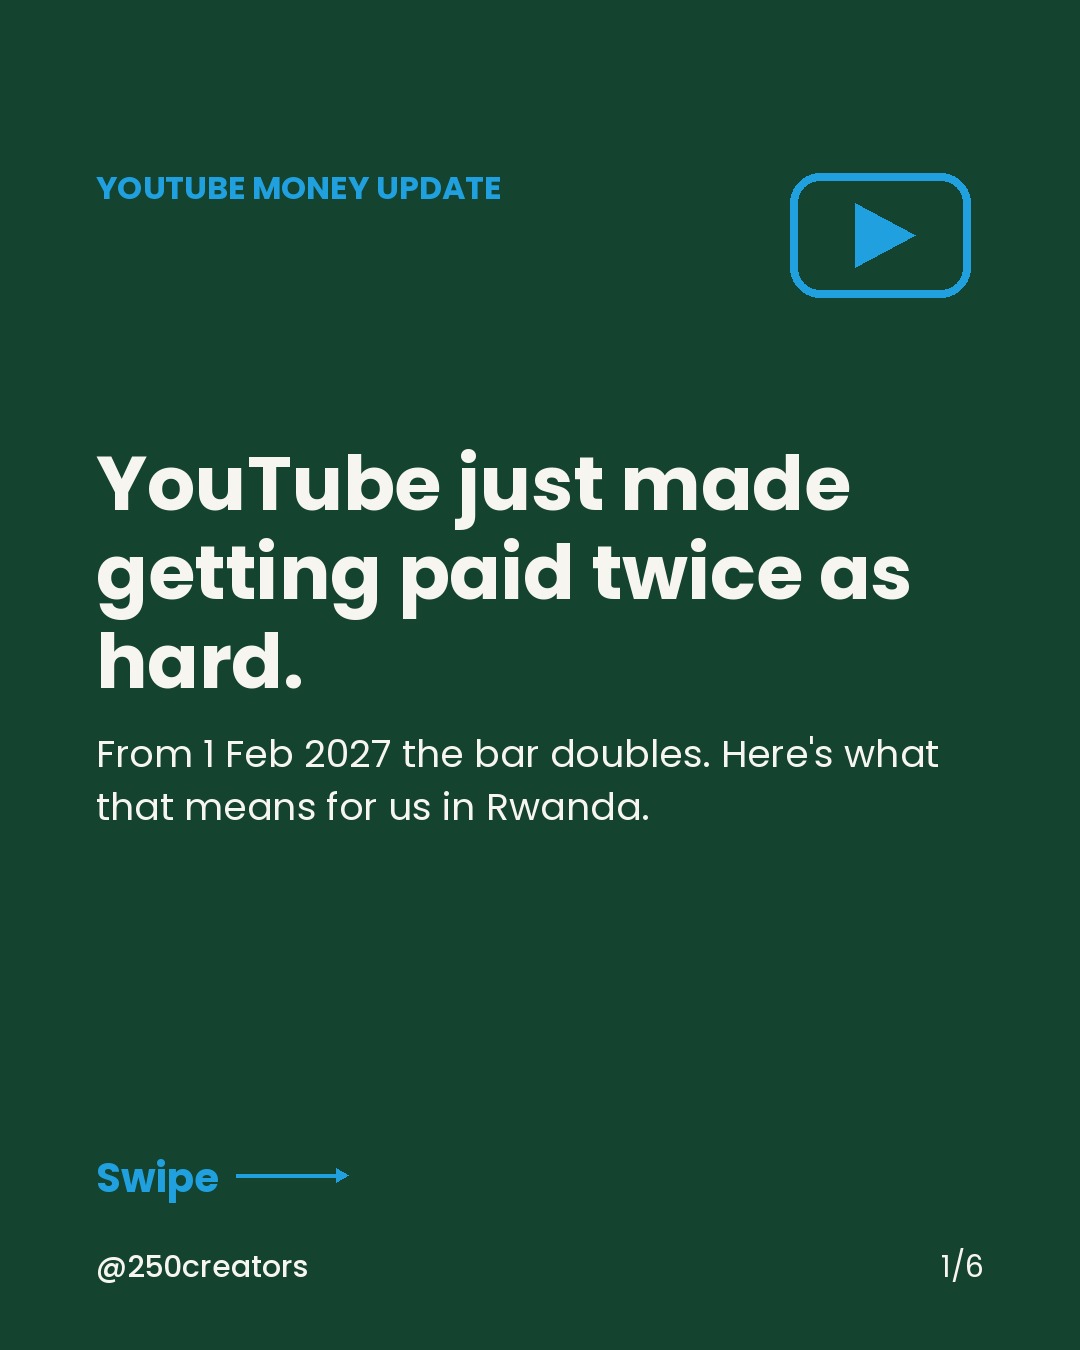 YOUTUBE MONEY UPDATE
YouTube just made
getting paid twice as
hard.
From 1 Feb 2027 the bar doubles. Here's what
that means for us in Rwanda.
Swipe
@250creators
1/6